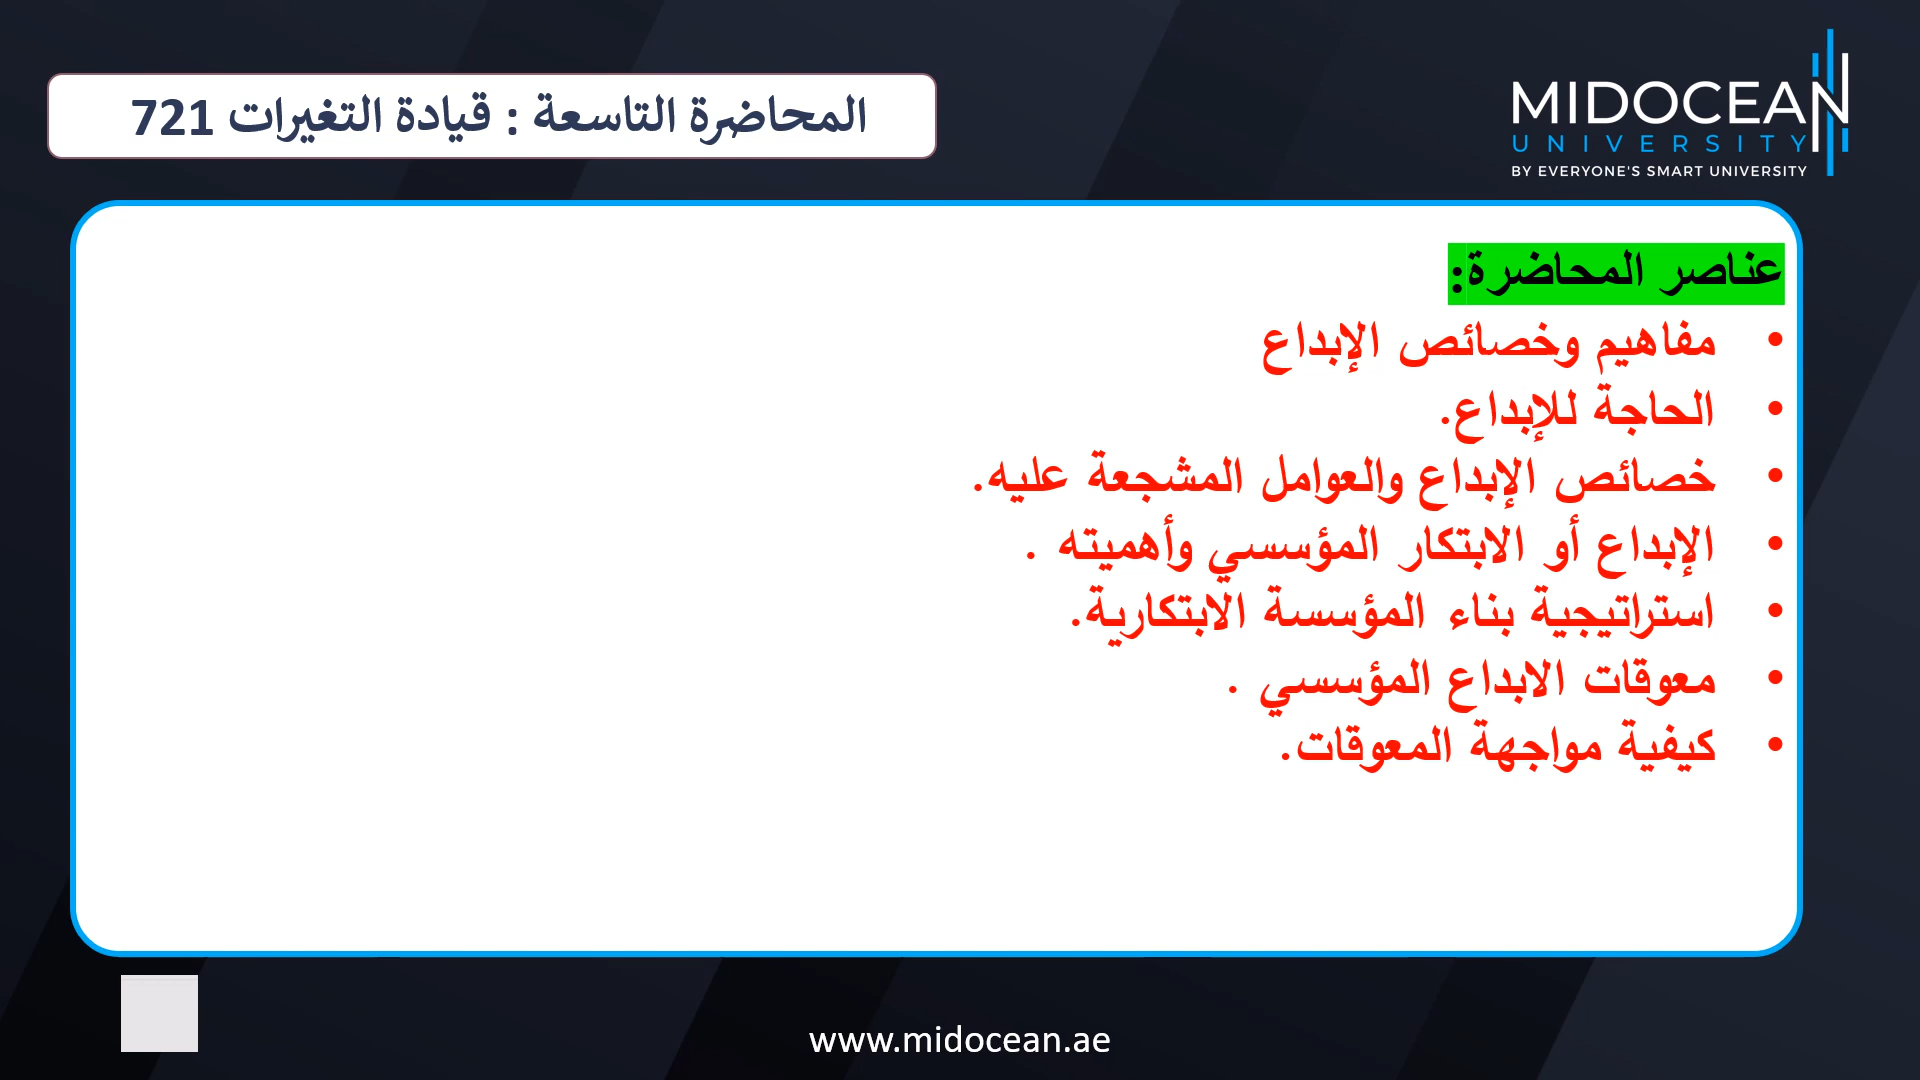 المحاضرة التاسعة : قيادة التغيرات 721
MIDOCEAN
UNIVERSITY
BY EVERYONE'S SMART UNIVERSITY
عناصر المحاضرة:
• مفاهيم وخصائص الإبداع
• الحاجة للإبداع.
• خصائص الإبداع والعوامل المشجعة عليه.
• الإبداع أو الابتكار المؤسسي وأهميته .
• استراتيجية بناء المؤسسة الابتكارية.
• معوقات الابداع المؤسسي .
• كيفية مواجهة المعوقات.
www.midocean.ae